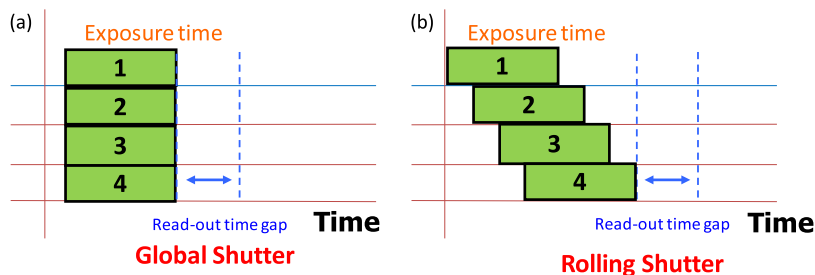 (a)
Exposure time
1
2
3
4
Read-out time gap
Time
Global Shutter
(b)
Exposure time
1
2
3
4
Read-out time gap
Time
Rolling Shutter